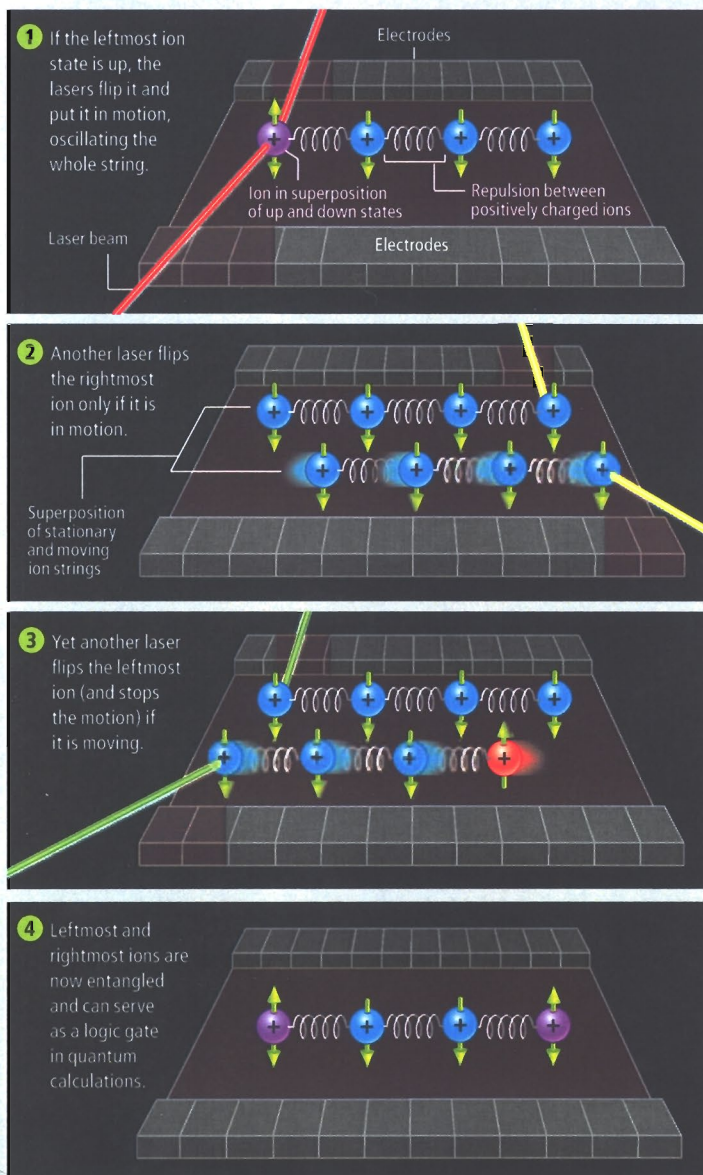 1 If the leftmost ion
state is up, the
lasers flip it and
put it in motion,
oscillating the
whole string.
Electrodes
+
+
+
+
Ion in superposition
of up and down states
Repulsion between
positively charged ions
Laser beam
Electrodes
2 Another laser flips
the rightmost
ion only if it is
in motion.
+
+
+
+
+
+
+
+
Superposition
of stationary
and moving
ion strings
3 Yet another laser
flips the leftmost
ion (and stops
the motion) if
it is moving.
+
+
+
+
+
+
+
+
4 Leftmost and
rightmost ions are
now entangled
and can serve
as a logic gate
in quantum
calculations.
+
+
+
+